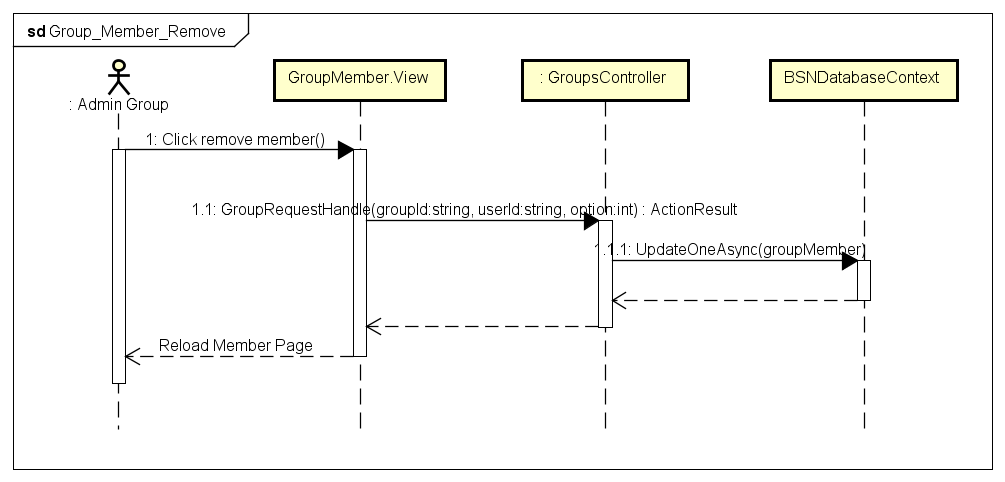 sd Group_Member_Remove
: Admin Group
GroupMember.View
: GroupsController
BSNDatabaseContext
1: Click remove member()
1.1: GroupRequestHandle(groupId:string, userId:string, option:int) : ActionResult
1.1.1: UpdateOneAsync(groupMember)
Reload Member Page